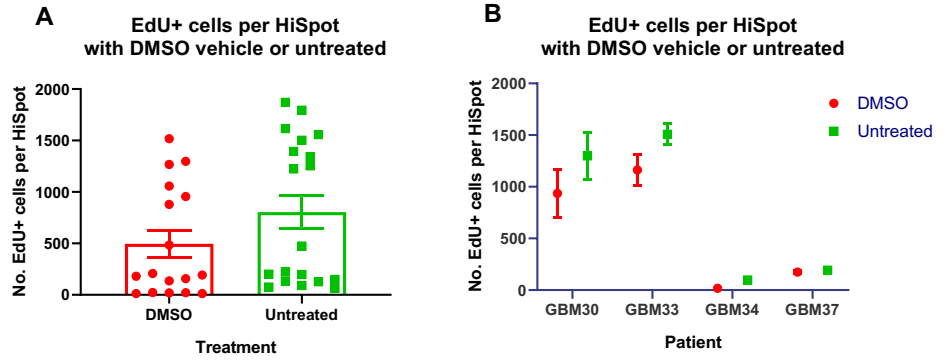 A
EdU+ cells per HiSpot
with DMSO vehicle or untreated
No. EdU+ cells per HiSpot
2000
1500
1000
500
0
DMSO
Untreated
Treatment
B
EdU+ cells per HiSpot
with DMSO vehicle or untreated
No. EdU+ cells per HiSpot
2000
1500
1000
500
0
GBM30
GBM33
GBM34
GBM37
Patient
DMSO
Untreated